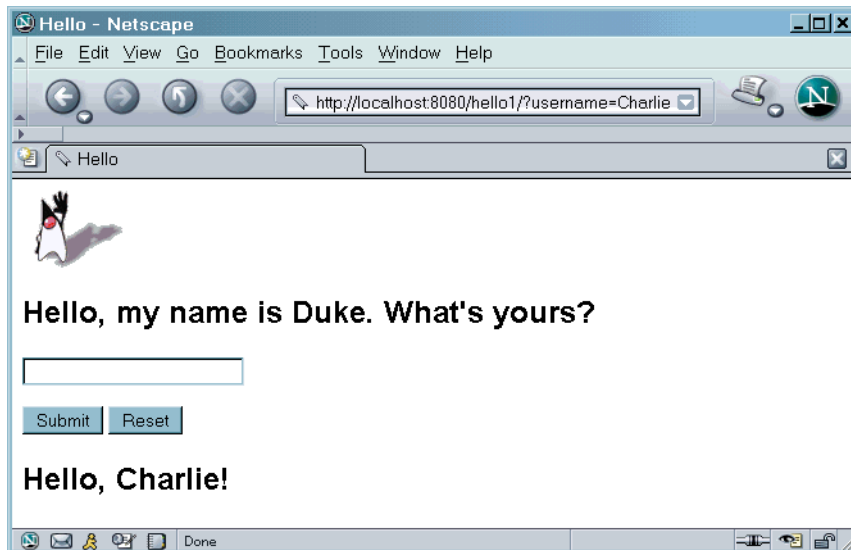 Hello - Netscape
File Edit View Go Bookmarks Tools Window Help
http://localhost:8080/hello1/?username=Charlie
N
Hello
Hello, my name is Duke. What's yours?
Submit Reset
Hello, Charlie!
Done